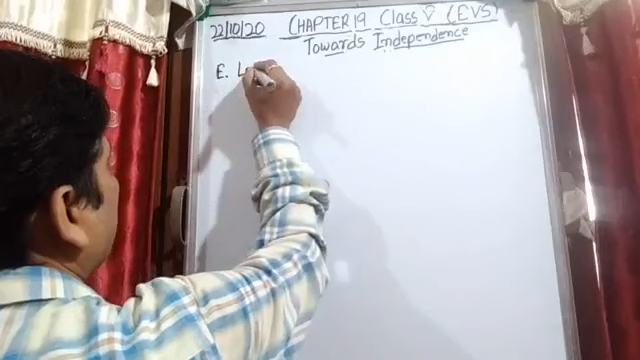 22/10/20 CHAPTER 19 Class V (EVS)
Towards Independence
E. L